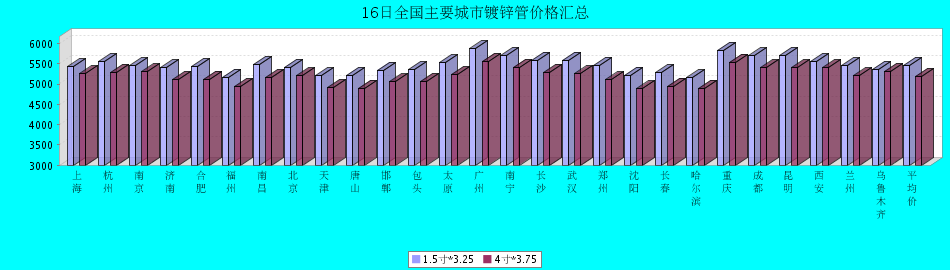 16日全国主要城市镀锌管价格汇总
6000
5500
5000
4500
4000
3500
3000
上海 杭州 南京 济南 合肥 福州 南昌 北京 天津 唐山 邯郸 包头 太原 广州 南宁 长沙 武汉 郑州 沈阳 长春 哈尔滨 重庆 成都 昆明 西安 兰州 乌鲁木齐 平均价
1.5寸*3.25 4寸*3.75